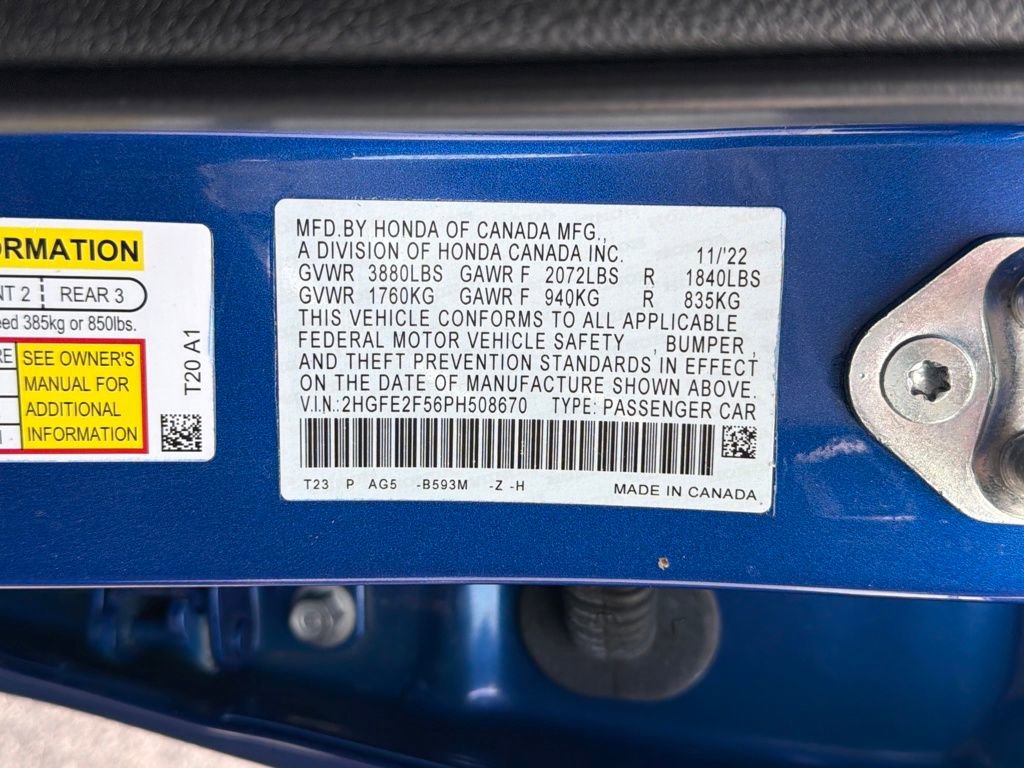 RMATION
NT 2 REAR 3
eed 385kg or 850lbs.
RE
SEE OWNER'S
MANUAL FOR
ADDITIONAL
INFORMATION
T20 A1
MFD.BY HONDA OF CANADA MFG.,
A DIVISION OF HONDA CANADA INC. 11/'22
GVWR 3880LBS GAWR F 2072LBS R 1840LBS
GVWR 1760KG GAWR F 940KG R 835KG
THIS VEHICLE CONFORMS TO ALL APPLICABLE
FEDERAL MOTOR VEHICLE SAFETY , BUMPER ,
AND THEFT PREVENTION STANDARDS IN EFFECT
ON THE DATE OF MANUFACTURE SHOWN ABOVE.
V.I.N.:2HGFE2F56PH508670 TYPE: PASSENGER CAR
T23 P AG5 -B593M -Z -H MADE IN CANADA